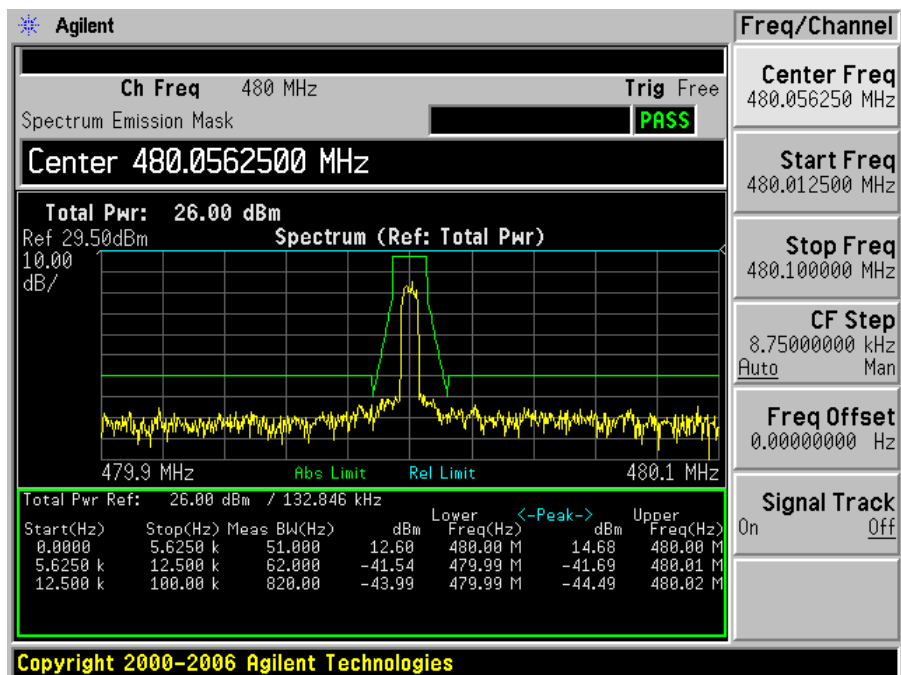 Agilent
Freq/Channel
Ch Freq 480 MHz Trig Free
Spectrum Emission Mask PASS
Center 480.0562500 MHz
Total Pwr: 26.00 dBm
Ref 29.50dBm Spectrum (Ref: Total Pwr)
10.00
dB/
479.9 MHz Abs Limit Rel Limit 480.1 MHz
Total Pwr Ref: 26.00 dBm / 132.846 kHz
Lower <-Peak-> Upper
Start(Hz) Stop(Hz) Meas BW(Hz) dBm Freq(Hz) dBm Freq(Hz)
0.0000 5.6250 k 51.000 12.60 480.00 M 14.68 480.00 M
5.6250 k 12.500 k 62.000 -41.54 479.99 M -41.69 480.01 M
12.500 k 100.00 k 820.00 -43.99 479.99 M -44.49 480.02 M
Copyright 2000-2006 Agilent Technologies
Center Freq
480.056250 MHz
Start Freq
480.012500 MHz
Stop Freq
480.100000 MHz
CF Step
8.75000000 kHz
Auto Man
Freq Offset
0.00000000 Hz
Signal Track
On Off